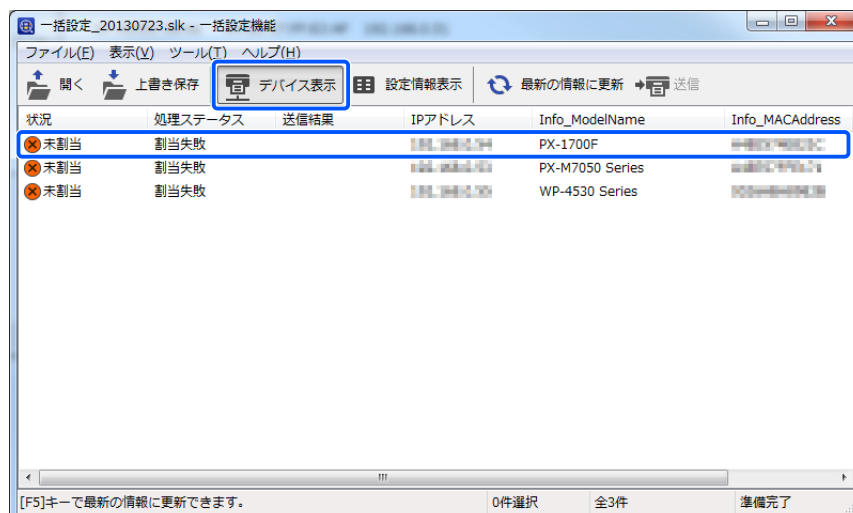 一括設定_20130723.slk - 一括設定機能
ファイル(F) 表示(V) ツール(T) ヘルプ(H)
開く 上書き保存 デバイス表示 設定情報表示 最新の情報に更新 送信
状況 処理ステータス 送信結果 IPアドレス Info_ModelName Info_MACAddress
未割当 割当失敗 PX-1700F
未割当 割当失敗 PX-M7050 Series
未割当 割当失敗 WP-4530 Series
[F5]キーで最新の情報に更新できます。 0件選択 全3件 準備完了